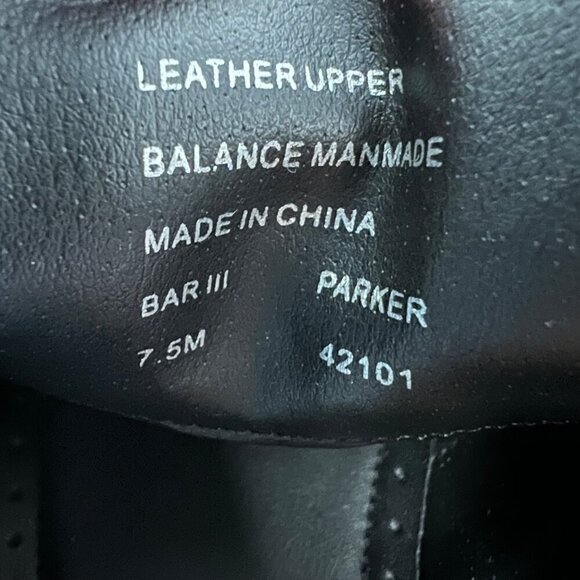 LEATHER UPPER
BALANCE MANMADE
MADE IN CHINA
BAR III PARKER
7.5M 42101